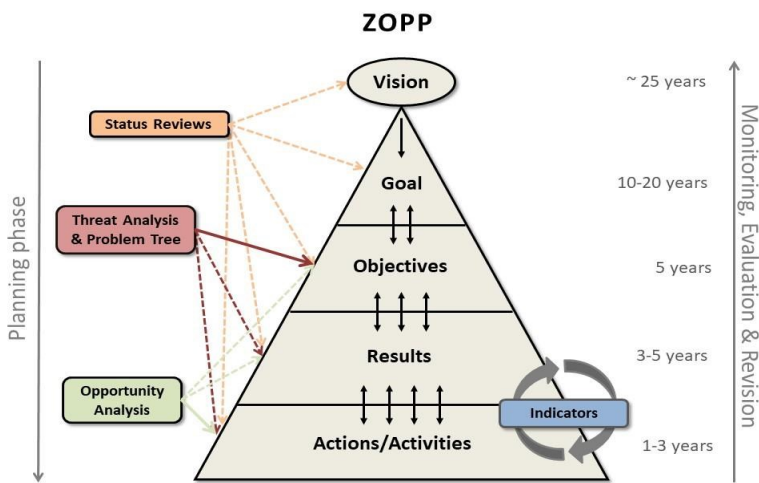 ZOPP
Vision
~ 25 years
Status Reviews
Goal
10-20 years
Threat Analysis
& Problem Tree
Objectives
5 years
Results
3-5 years
Opportunity
Analysis
Indicators
Actions/Activities
1-3 years
Planning phase
Monitoring, Evaluation & Revision